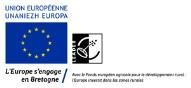 UNION EUROPÉENNE
UNANIEZH EUROPA
LEADER
L'Europe s'engage
en Bretagne
Avec le Fonds européen agricole pour le développement rural :
l'Europe investit dans les zones rurales